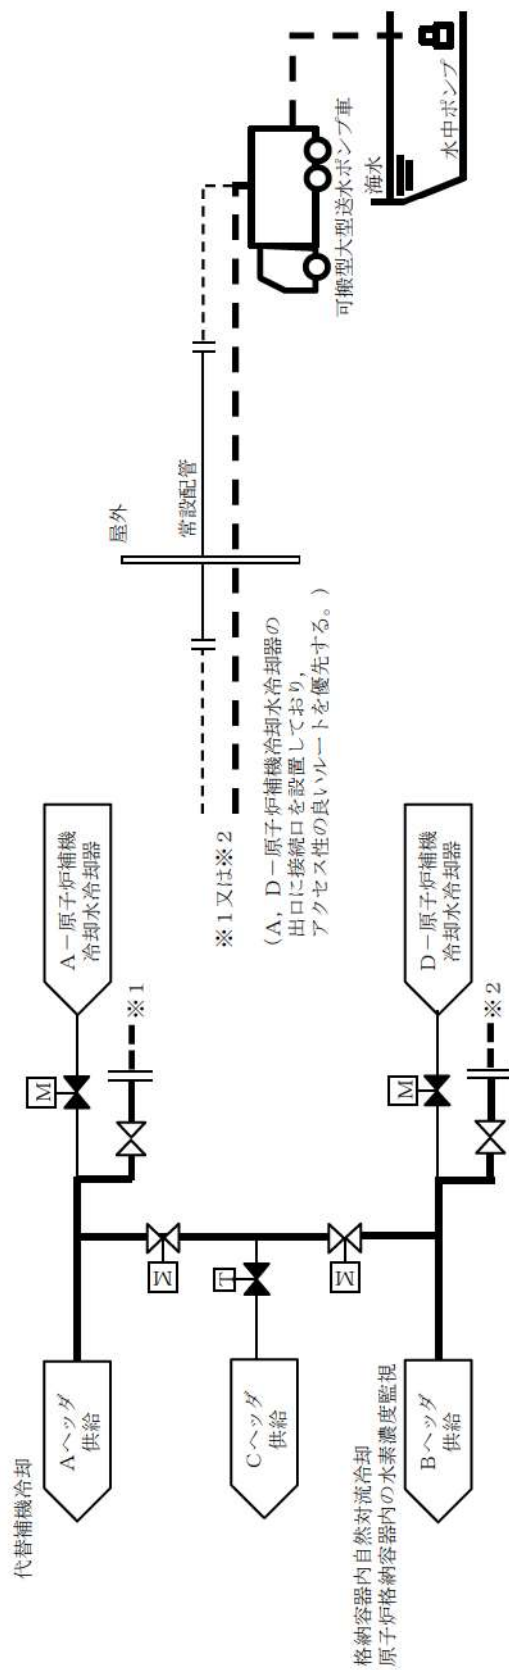 代替補機冷却
Aヘッダ
供給
M
A－原子炉補機
冷却水冷却器
※1
M
T
Cヘッダ
供給
M
格納容器内自然対流冷却
原子炉格納容器内の水素濃度監視
Bヘッダ
供給
M
D－原子炉補機
冷却水冷却器
※2
※1又は※2
(A，D－原子炉補機冷却水冷却器の
出口に接続口を設置しており，
アクセス性の良いルートを優先する。)
屋外
常設配管
可搬型大型送水ポンプ車
海水
水中ポンプ